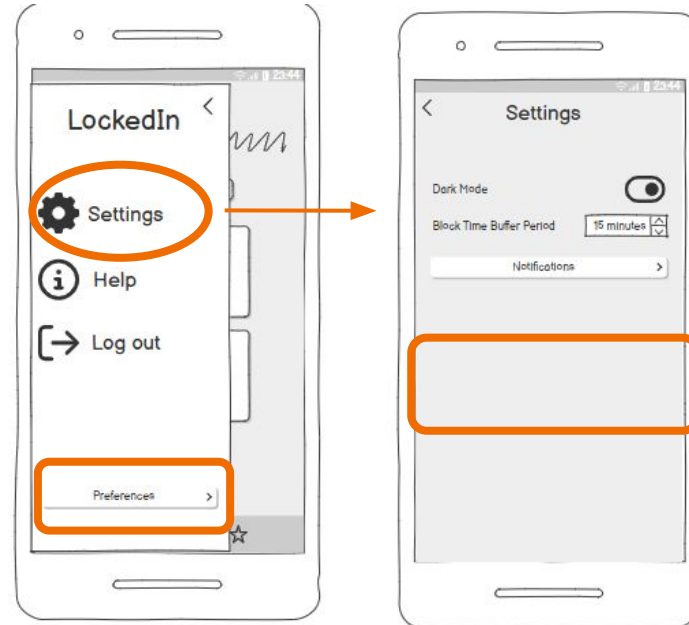 23:44
LockedIn
Settings
Help
Log out
Preferences
23:44
Settings
Dark Mode
Block Time Buffer Period 15 minutes
Notifications